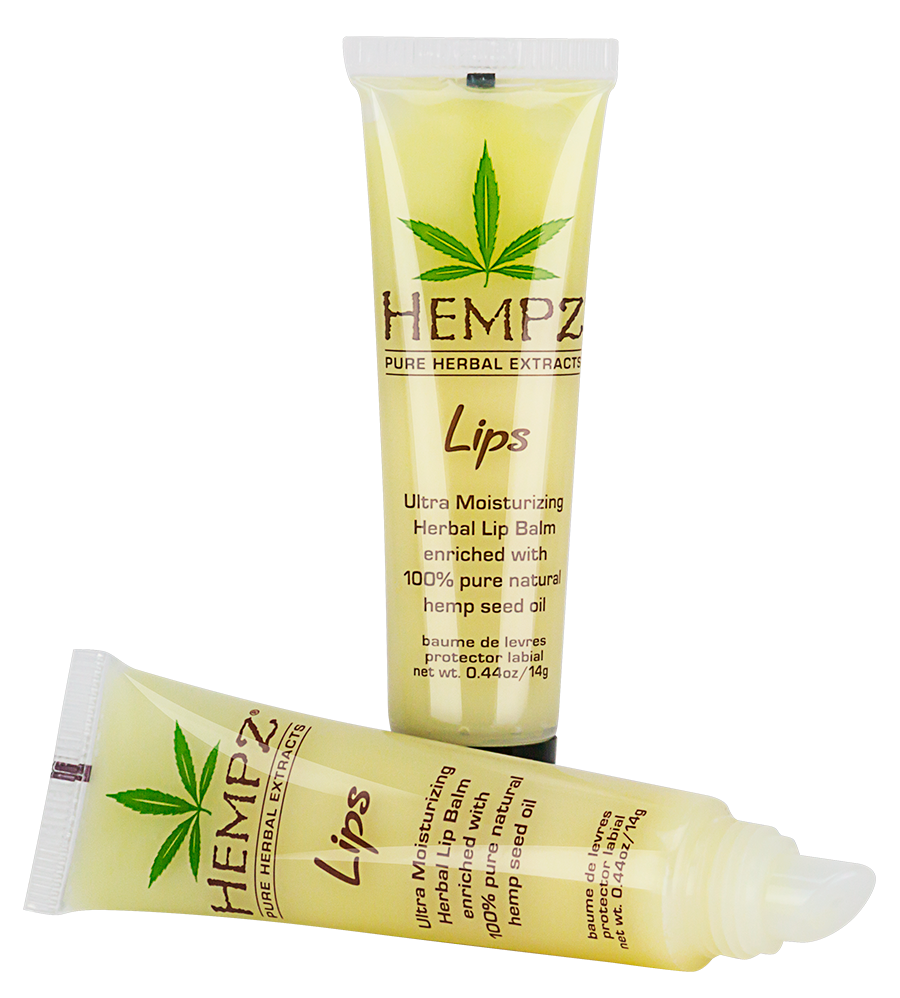 HEMPZ
PURE HERBAL EXTRACTS
Lips
Ultra Moisturizing
Herbal Lip Balm
enriched with
100% pure natural
hemp seed oil
baume de levres
protector labial
net wt. 0.44oz/14g
HEMPZ®
PURE HERBAL EXTRACTS
Lips
Ultra Moisturizing
Herbal Lip Balm
enriched with
100% pure natural
hemp seed oil
baume de levres
protector labial
net wt. 0.44oz/14g